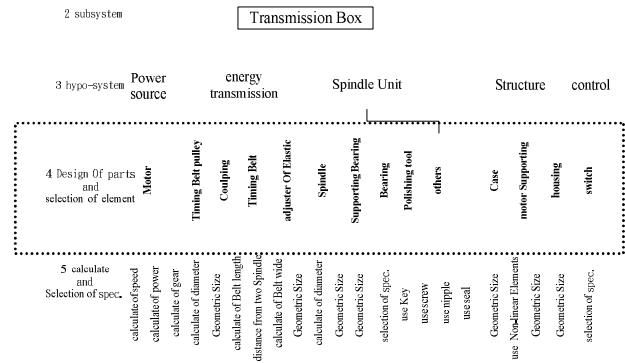 2 subsystem
Transmission Box
3 hypo-system
Power source
energy transmission
Spindle Unit
Structure
control
4 Design Of parts and selection of element
Motor
Timing Belt pulley
Coulping
Timing Belt
adjuster Of Elastic
Spindle
Supporting Bearing
Bearing
Polishing tool
others
Case
motor Supporting
housing
switch
5 calculate and Selection of spec.
calculate of speed
calculate of power
calculate of gear
calculate of diameter
Geometric Size
calculate of Belt length
distance from two Spindle
calculate of Belt wide
Geometric Size
calculate of diameter
Geometric Size
Geometric Size
selection of spec.
use Key
use screw
use nipple
use seal
Geometric Size
use Non-linear Elements
Geometric Size
Geometric Size
selection of spec.